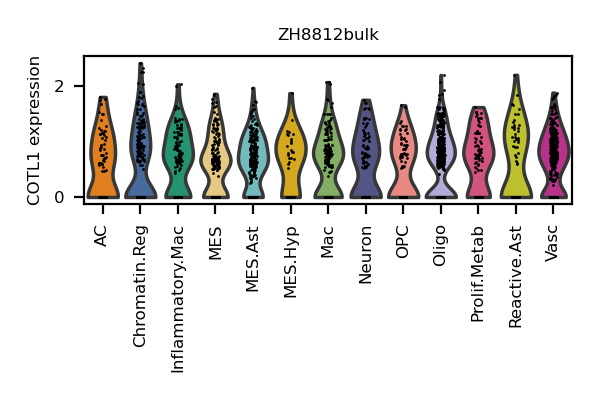 ZH8812bulk
COTL1 expression
2
0
AC
Chromatin.Reg
Inflammatory.Mac
MES
MES.Ast
MES.Hyp
Mac
Neuron
OPC
Oligo
Prolif.Metab
Reactive.Ast
Vasc